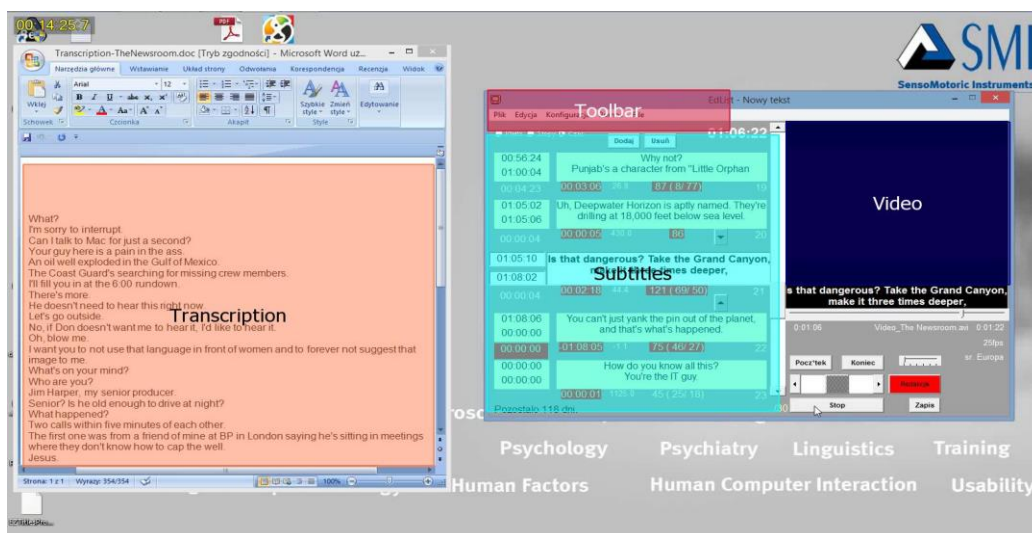 00:14:25:7
Transcription-TheNewsroom.doc [Tryb zgodności] - Microsoft Word uż...
Narzędzia główne Wstawianie Układ strony Odwołania Korespondencja Recenzja Widok
Wklej
Arial 12
Szybkie style Zmień style
Edytowanie
Schowek Czcionka Akapit Style
What?
I'm sorry to interrupt.
Can I talk to Mac for just a second?
Your guy here is a pain in the ass.
An oil well exploded in the Gulf of Mexico.
The Coast Guard's searching for missing crew members.
I'll fill you in at the 6:00 rundown.
There's more.
He doesn't need to hear this right now.
Let's go outside.
No, if Don doesn't want me to hear it, I'd like to hear it.
Oh, blow me.
I want you to not use that language in front of women and to forever not suggest that
image to me.
What's on your mind?
Who are you?
Jim Harper, my senior producer.
Senior? Is he old enough to drive at night?
What happened?
Two calls within five minutes of each other.
The first one was from a friend of mine at BP in London saying he's sitting in meetings
where they don't know how to cap the well.
Jesus.
Transcription
Strona: 1 z 1 Wyrazy: 354/354 100%
SMI
SensoMotoric Instruments
EdList - Nowy tekst
Toolbar
Plik Edycja
01:06:22
Dodaj Usuń
00:56:24
01:00:04
Why not?
Punjab's a character from "Little Orphan
00:04:23 00:03:06 26.8 87 ( 8/ 77) 19
01:05:02
01:05:06
Uh, Deepwater Horizon is aptly named. They're
drilling at 18,000 feet below sea level.
00:00:04 00:00:05 86 20
01:05:10
01:08:02
Is that dangerous? Take the Grand Canyon,
make it three times deeper,
Subtitles
00:00:04 00:02:18 44.4 121 ( 69/ 50) 21
01:08:06
00:00:00
You can't just yank the pin out of the planet,
and that's what's happened.
00:00:00 -01:08:05 -1.1 75 ( 46/ 27) 22
00:00:00
00:00:00
How do you know all this?
You're the IT guy.
00:00:01 45 ( 25/ 18) 23
Pozostało 118 dni.
Video
s that dangerous? Take the Grand Canyon,
make it three times deeper,
0:01:06 Video_The Newsroom.avi 0:01:22
25fps
sr. Europa
Pocz*tek Koniec
Redakcja
Stop Zapis
Psychology Psychiatry Linguistics Training
Human Factors Human Computer Interaction Usability